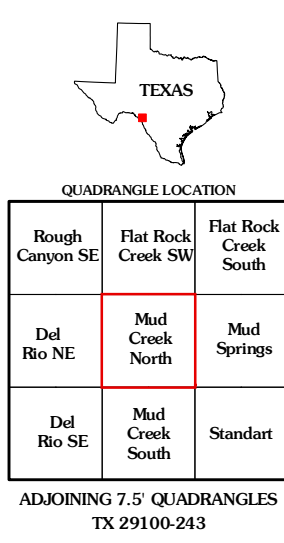 TEXAS
QUADRANGLE LOCATION
Rough
Canyon SE
Flat Rock
Creek SW
Flat Rock
Creek
South
Del
Rio NE
Mud
Creek
North
Mud
Springs
Del
Rio SE
Mud
Creek
South
Standart
ADJOINING 7.5' QUADRANGLES
TX 29100-243